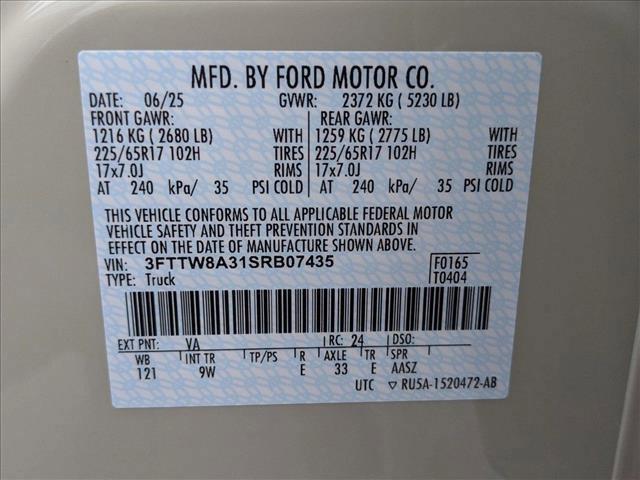 MFD. BY FORD MOTOR CO.
DATE: 06/25 GVWR: 2372 KG ( 5230 LB)
FRONT GAWR: REAR GAWR:
1216 KG ( 2680 LB) WITH 1259 KG ( 2775 LB) WITH
225/65R17 102H TIRES 225/65R17 102H TIRES
17x7.0J RIMS 17x7.0J RIMS
AT 240 kPa/ 35 PSI COLD AT 240 kPa/ 35 PSI COLD
THIS VEHICLE CONFORMS TO ALL APPLICABLE FEDERAL MOTOR
VEHICLE SAFETY AND THEFT PREVENTION STANDARDS IN
EFFECT ON THE DATE OF MANUFACTURE SHOWN ABOVE.
VIN: 3FTTW8A31SRB07435 F0165
TYPE: Truck T0404
EXT PNT: VA RC: 24 DSO:
WB INT TR TP/PS R AXLE TR SPR
121 9W E 33 E AASZ
UTC ▽ RU5A-1520472-AB